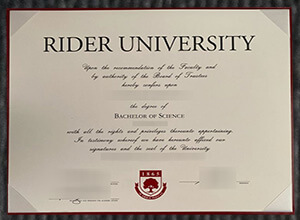 RIDER UNIVERSITY
Upon the recommendation of the Faculty and
by authority of the Board of Trustees
hereby confers upon
the degree of
BACHELOR OF SCIENCE
with all the rights and privileges thereunto appertaining.
In testimony whereof we have hereunto affixed our
signatures and the seal of the University
1865